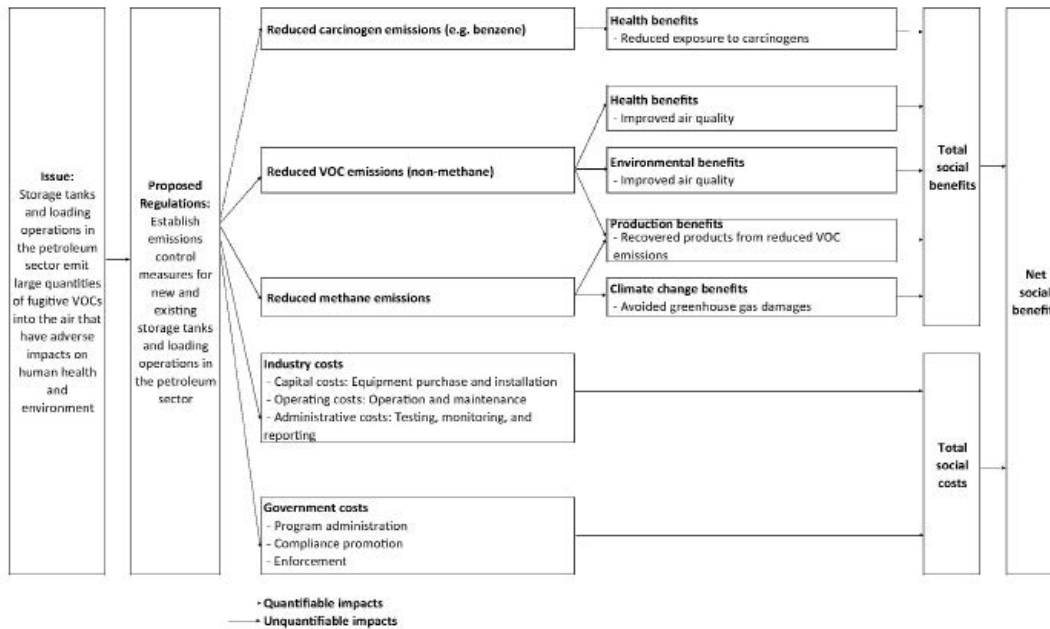 Issue:
Storage tanks
and loading
operations in
the petroleum
sector emit
large quantities
of fugitive VOCs
into the air that
have adverse
impacts on
human health
and
environment
Proposed
Regulations:
Establish
emissions
control
measures for
new and
existing
storage tanks
and loading
operations in
the petroleum
sector
Reduced carcinogen emissions (e.g. benzene)
Reduced VOC emissions (non-methane)
Reduced methane emissions
Industry costs
- Capital costs: Equipment purchase and installation
- Operating costs: Operation and maintenance
- Administrative costs: Testing, monitoring, and
reporting
Government costs
- Program administration
- Compliance promotion
- Enforcement
Health benefits
- Reduced exposure to carcinogens
Health benefits
- Improved air quality
Environmental benefits
- Improved air quality
Production benefits
- Recovered products from reduced VOC
emissions
Climate change benefits
- Avoided greenhouse gas damages
Total
social
benefits
Total
social
costs
Net
social
benefit
Quantifiable impacts
Unquantifiable impacts